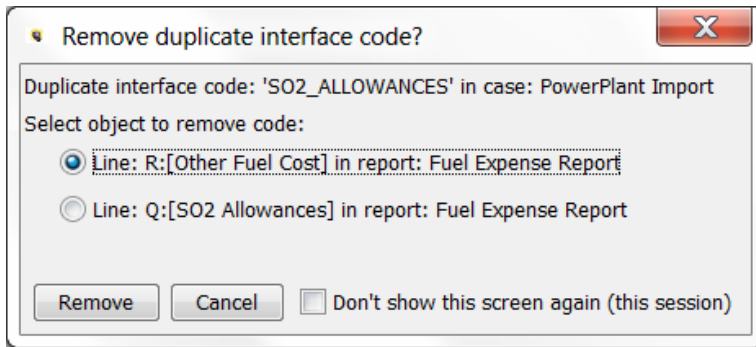 Remove duplicate interface code?
X
Duplicate interface code: 'SO2_ALLOWANCES' in case: PowerPlant Import
Select object to remove code:
Line: R:[Other Fuel Cost] in report: Fuel Expense Report
Line: Q:[SO2 Allowances] in report: Fuel Expense Report
Remove Cancel Don't show this screen again (this session)